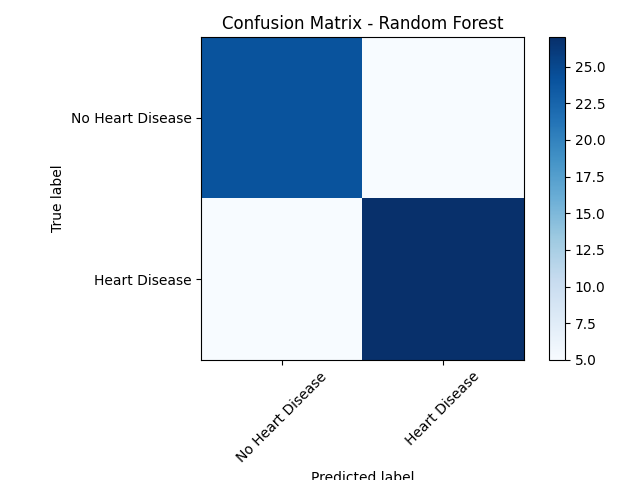 Confusion Matrix - Random Forest
True label
No Heart Disease
Heart Disease
No Heart Disease
Heart Disease
Predicted label
25.0
22.5
20.0
17.5
15.0
12.5
10.0
7.5
5.0